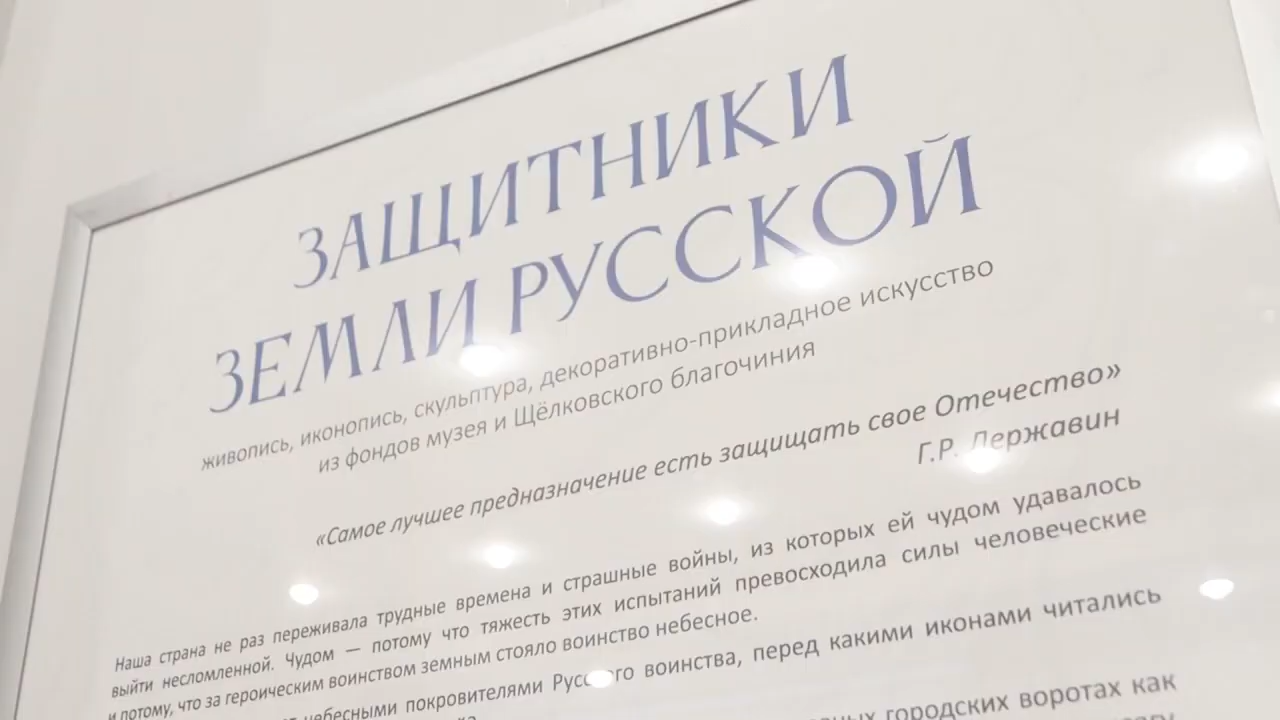 ЗАЩИТНИКИ
ЗЕМЛИ РУССКОЙ
живопись, иконопись, скульптура, декоративно-прикладное искусство
из фондов музея и Щёлковского благочиния
«Самое лучшее предназначение есть защищать свое Отечество»
Г.Р. Державин
Наша страна не раз переживала трудные времена и страшные войны, из которых ей чудом удавалось
выйти несломленной. Чудом — потому что тяжесть этих испытаний превосходила силы человеческие
и потому, что за героическим воинством земным стояло воинство небесное.
небесными покровителями Русского воинства, перед какими иконами читались
городских воротах как